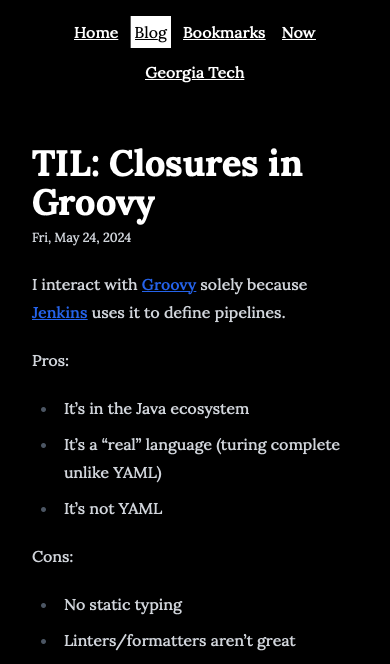 Home Blog Bookmarks Now
Georgia Tech
TIL: Closures in
Groovy
Fri, May 24, 2024
I interact with Groovy solely because
Jenkins uses it to define pipelines.
Pros:
• It’s in the Java ecosystem
• It’s a “real” language (turing complete
unlike YAML)
• It’s not YAML
Cons:
• No static typing
• Linters/formatters aren’t great